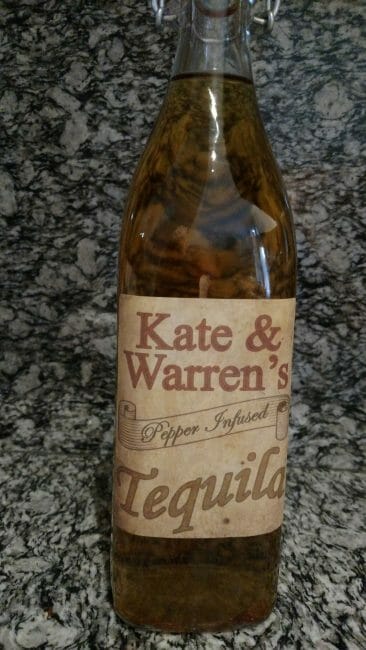 Kate &
Warren's
Pepper Infused
Tequila